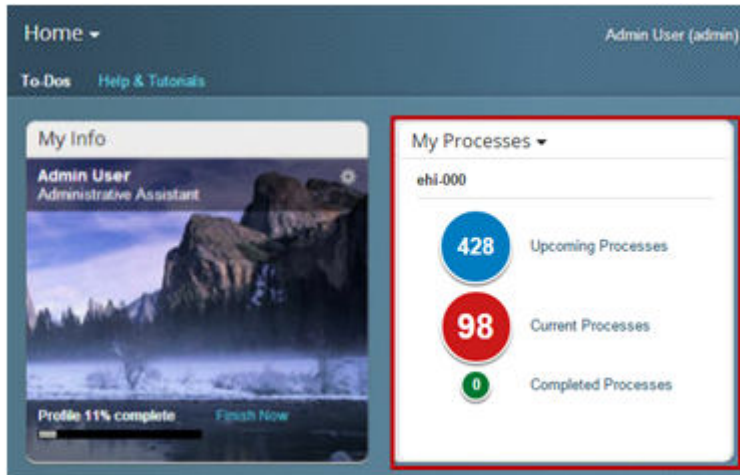 Home
Admin User (admin)
To-Dos Help & Tutorials
My Info
Admin User
Administrative Assistant
Profile 11% complete Finish Now
My Processes
ehi-000
428 Upcoming Processes
98 Current Processes
0 Completed Processes